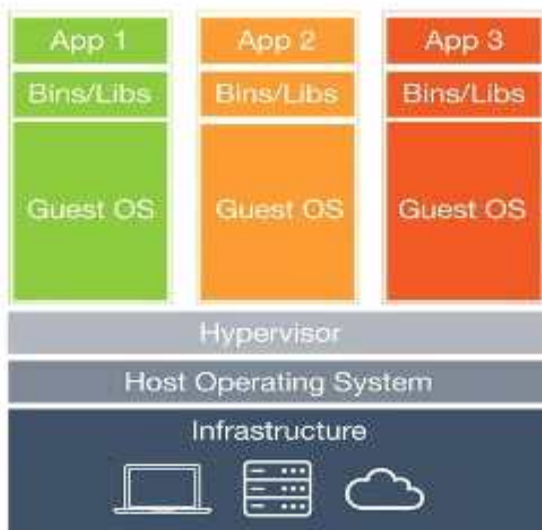 App 1
App 2
App 3
Bins/Libs
Bins/Libs
Bins/Libs
Guest OS
Guest OS
Guest OS
Hypervisor
Host Operating System
Infrastructure